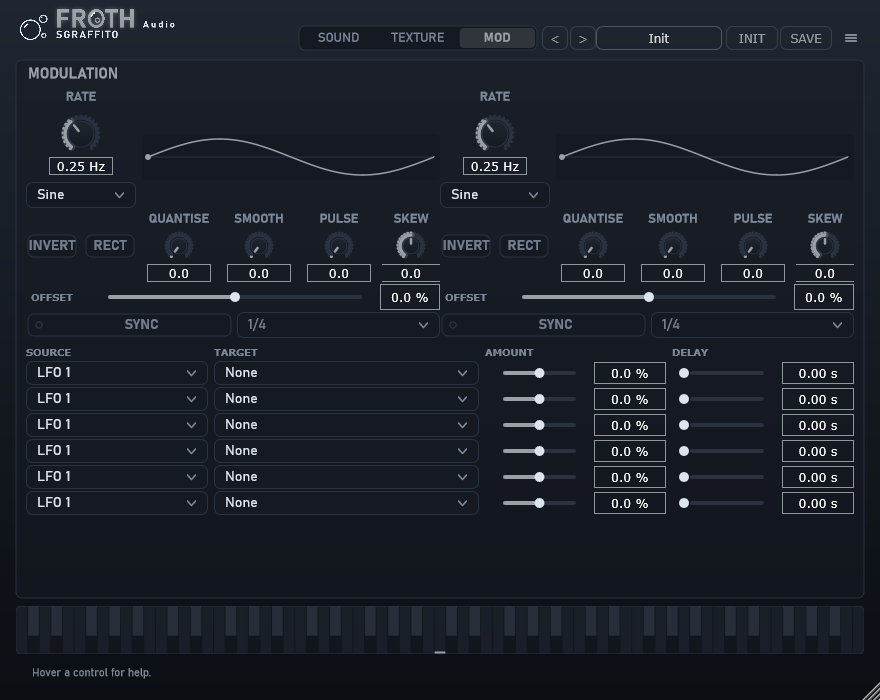 FROTH
SGRAFFITO Audio
SOUND TEXTURE MOD < > Init INIT SAVE
MODULATION
RATE RATE
0.25 Hz 0.25 Hz
Sine Sine
QUANTISE SMOOTH PULSE SKEW QUANTISE SMOOTH PULSE SKEW
INVERT RECT INVERT RECT
0.0 0.0 0.0 0.0 0.0 0.0 0.0 0.0
OFFSET 0.0 % OFFSET 0.0 %
SYNC 1/4 SYNC 1/4
SOURCE TARGET AMOUNT DELAY
LFO 1 None 0.0 % 0.00 s
LFO 1 None 0.0 % 0.00 s
LFO 1 None 0.0 % 0.00 s
LFO 1 None 0.0 % 0.00 s
LFO 1 None 0.0 % 0.00 s
LFO 1 None 0.0 % 0.00 s
Hover a control for help.